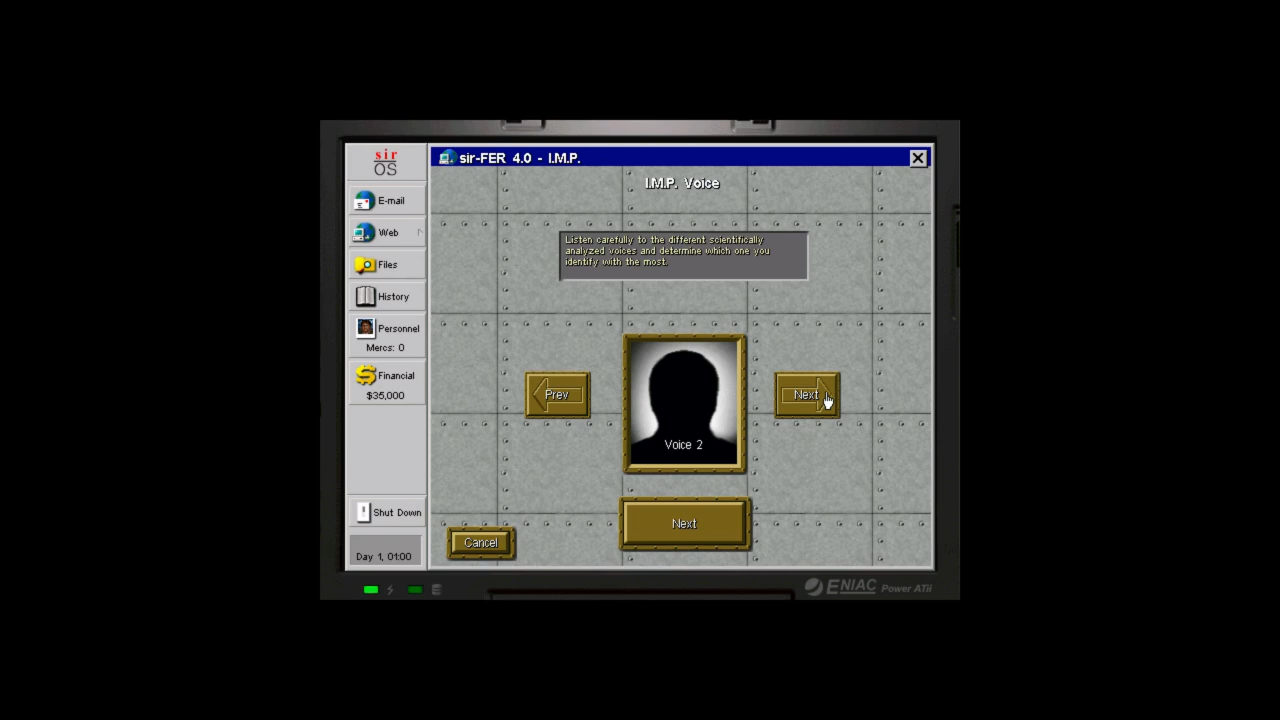 sir
OS
sir-FER 4.0 - I.M.P.
I.M.P. Voice
E-mail
Web
Files
History
Personnel
Mercs: 0
Financial
$35,000
Shut Down
Day 1, 01:00
Listen carefully to the different scientifically
analyzed voices and determine which one you
identify with the most.
Prev
Voice 2
Next
Next
Cancel
ENIAC Power ATii